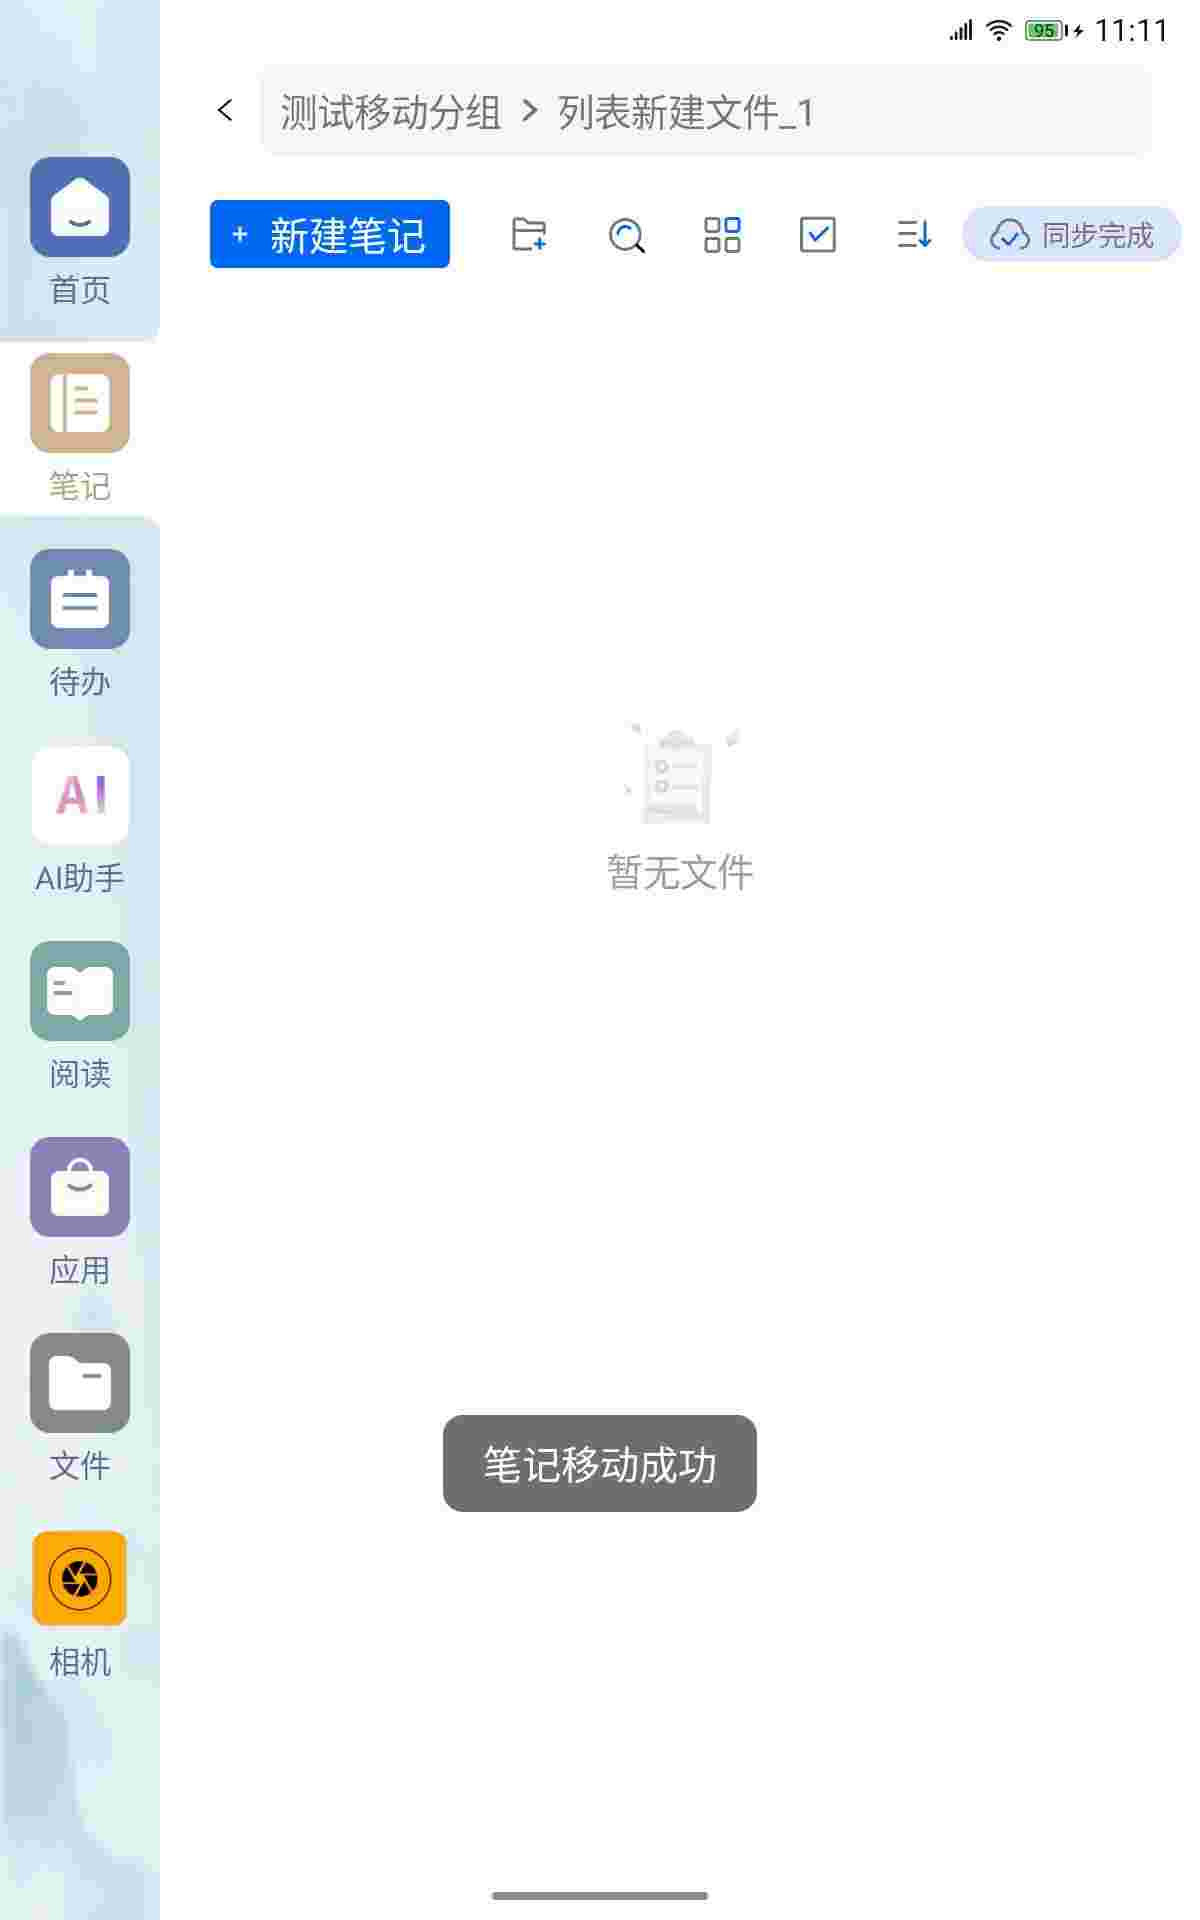 95 11:11
测试移动分组 > 列表新建文件_1
+ 新建笔记
同步完成
首页
笔记
待办
AI
AI助手
阅读
应用
文件
相机
暂无文件
笔记移动成功